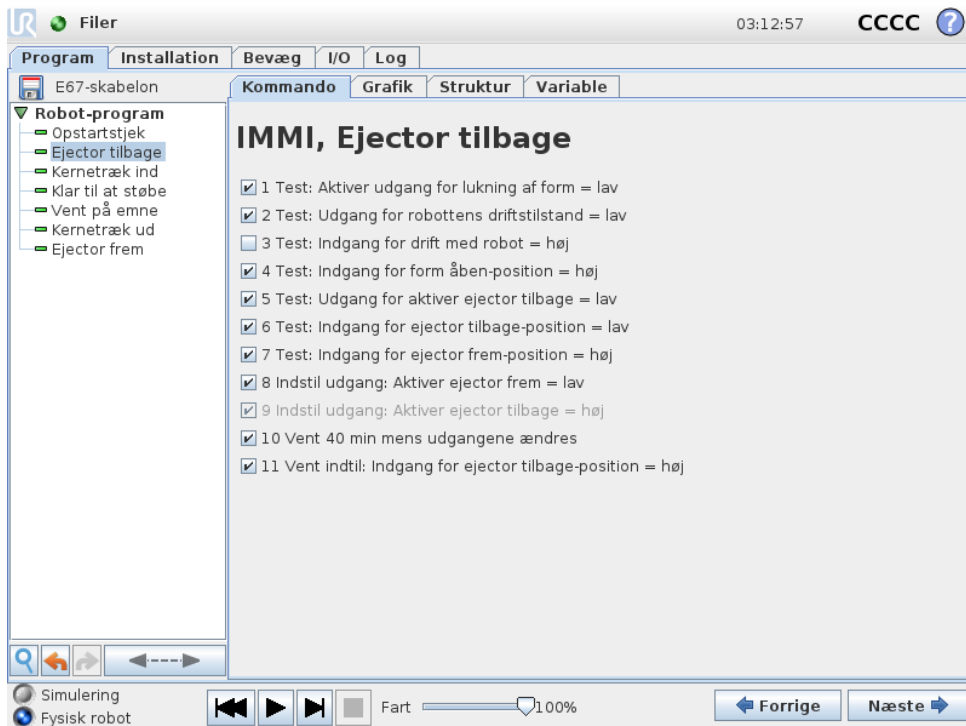 UR Filer 03:12:57 CCCC ?
Program Installation Bevæg I/O Log
E67-skabelon Kommando Grafik Struktur Variable
Robot-program
Opstartstjek
Ejector tilbage
Kernetræk ind
Klar til at støbe
Vent på emne
Kernetræk ud
Ejector frem
IMMI, Ejector tilbage
1 Test: Aktiver udgang for lukning af form = lav
2 Test: Udgang for robottens driftstilstand = lav
3 Test: Indgang for drift med robot = høj
4 Test: Indgang for form åben-position = høj
5 Test: Udgang for aktiver ejector tilbage = lav
6 Test: Indgang for ejector tilbage-position = lav
7 Test: Indgang for ejector frem-position = høj
8 Indstil udgang: Aktiver ejector frem = lav
9 Indstil udgang: Aktiver ejector tilbage = høj
10 Vent 40 min mens udgangene ændres
11 Vent indtil: Indgang for ejector tilbage-position = høj
Simulering
Fysisk robot
Fart 100%
Forrige Næste